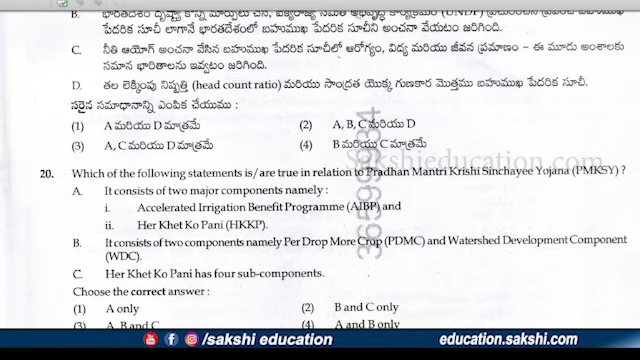 B. భారతదేశం దృష్ట్యా కొన్ని మార్పులు చేసి, ఐక్యరాజ్య సమితి అభివృద్ధి కార్యక్రమం (UNDP) ప్రచురించిన ప్రపంచ బహుముఖ
పేదరిక సూచీ లాగానే భారతదేశంలో బహుముఖ పేదరిక సూచీని అంచనా వేయటం జరిగింది.
C. నీతి ఆయోగ్ అంచనా వేసిన బహుముఖ పేదరిక సూచీలో ఆరోగ్యం, విద్య మరియు జీవన ప్రమాణం - ఈ మూడు అంశాలకు
సమాన భారితాలను ఇవ్వటం జరిగింది.
D. తల లెక్కింపు నిష్పత్తి (head count ratio) మరియు సాంద్రత యొక్క గుణకార మొత్తము బహుముఖ పేదరిక సూచీ.
సరైన సమాధానాన్ని ఎంపిక చేయుము :
(1) A మరియు D మాత్రమే (2) A, B, C మరియు D
(3) A, C మరియు D మాత్రమే (4) B మరియు C మాత్రమే
Sakshieducation.com
20. Which of the following statements is/are true in relation to Pradhan Mantri Krishi Sinchayee Yojana (PMKSY) ?
A. It consists of two major components namely :
i. Accelerated Irrigation Benefit Programme (AIBP) and
ii. Her Khet Ko Pani (HKKP).
B. It consists of two components namely Per Drop More Crop (PDMC) and Watershed Development Component
(WDC).
C. Her Khet Ko Pani has four sub-components.
Choose the correct answer :
(1) A only (2) B and C only
(3) A, B and C (4) A and B only
/sakshi education education.sakshi.com